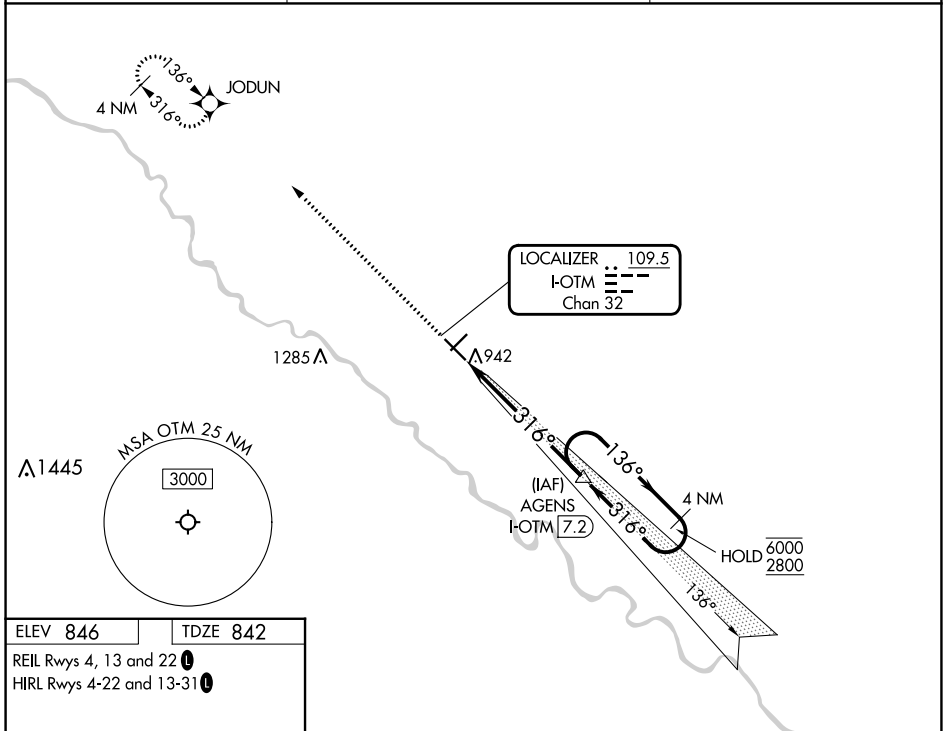 136°
JODUN
4 NM
316°
LOCALIZER 109.5
I-OTM
Chan 32
1285
942
MSA OTM 25 NM
1445
3000
316°
136°
(IAF)
AGENS
I-OTM 7.2
4 NM
316°
HOLD 6000
2800
136°
ELEV 846
TDZE 842
REIL Rwys 4, 13 and 22 L
HIRL Rwys 4-22 and 13-31 L